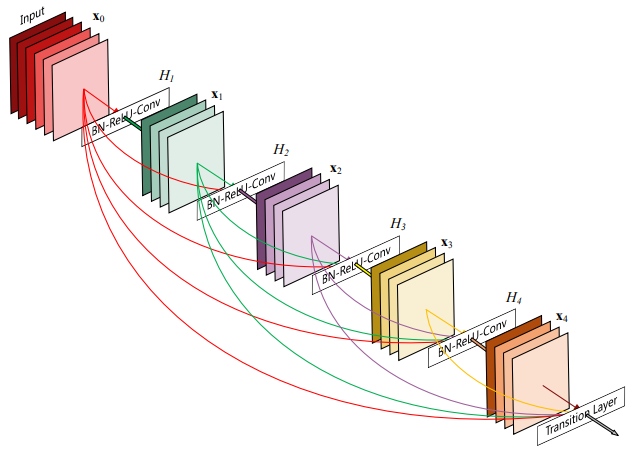 Input
x0
H1
BN-ReLU-Conv
x1
H2
BN-ReLU-Conv
x2
H3
BN-ReLU-Conv
x3
H4
BN-ReLU-Conv
x4
Transition Layer